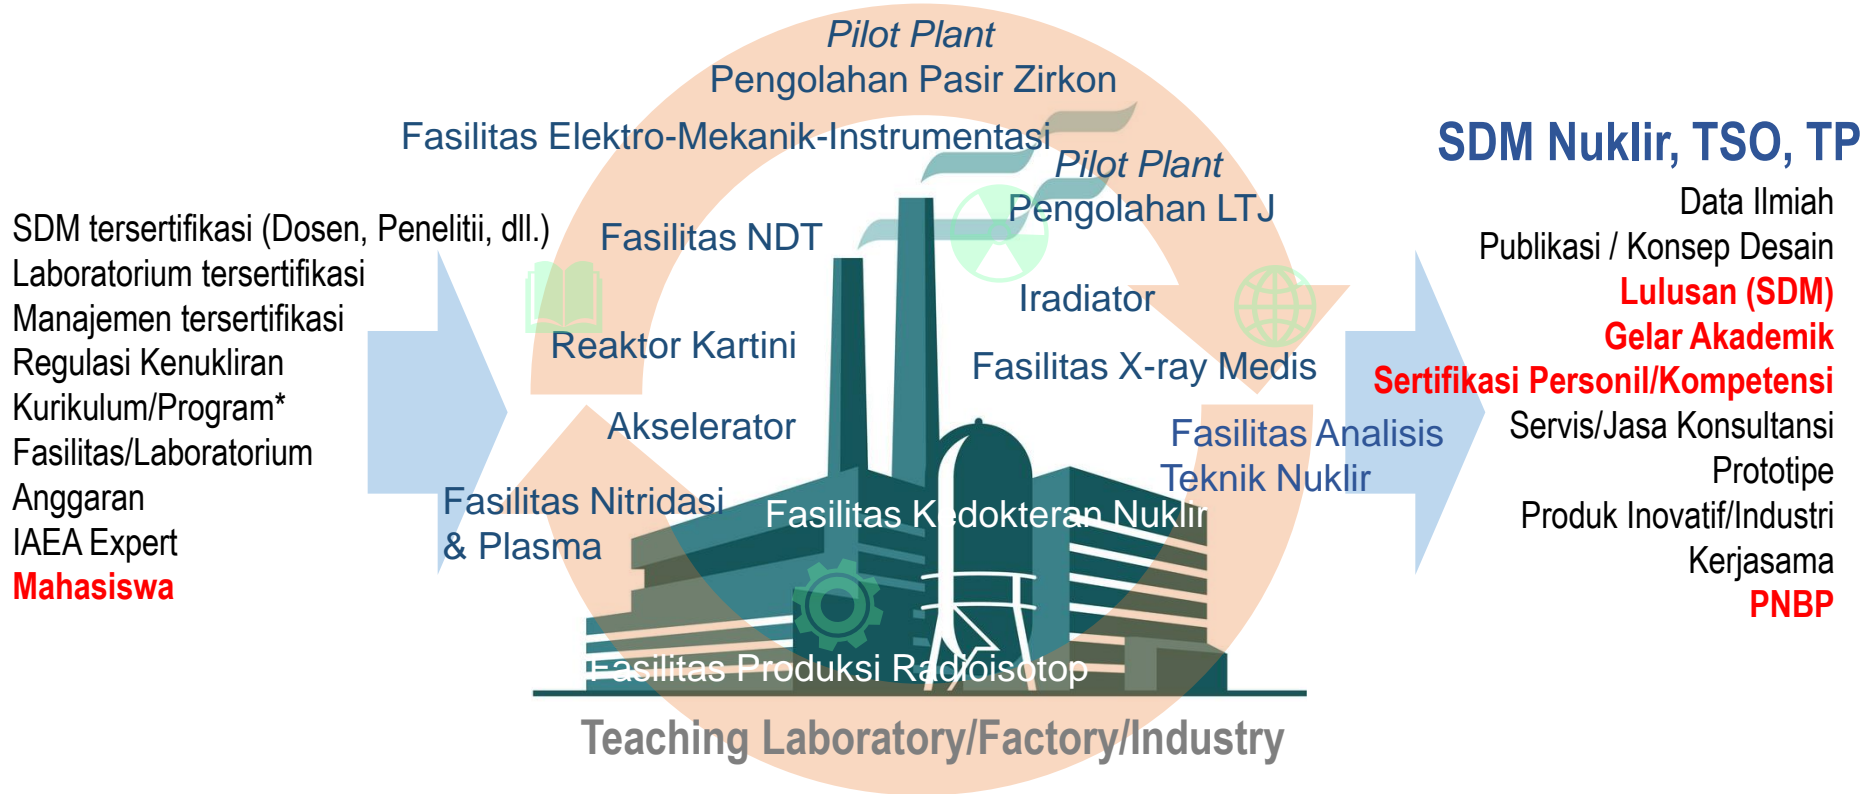 SDM tersertifikasi (Dosen, Penelitii, dll.)
Laboratorium tersertifikasi
Manajemen tersertifikasi
Regulasi Kenukliran
Kurikulum/Program*
Fasilitas/Laboratorium
Anggaran
IAEA Expert
Mahasiswa
Pilot Plant
Pengolahan Pasir Zirkon
Fasilitas Elektro-Mekanik-Instrumentasi
Pilot Plant
Pengolahan LTJ
Fasilitas NDT
Iradiator
Reaktor Kartini
Fasilitas X-ray Medis
Akselerator
Fasilitas Analisis
Teknik Nuklir
Fasilitas Nitridasi
& Plasma
Fasilitas Kedokteran Nuklir
Fasilitas Produksi Radioisotop
Teaching Laboratory/Factory/Industry
SDM Nuklir, TSO, TP
Data Ilmiah
Publikasi / Konsep Desain
Lulusan (SDM)
Gelar Akademik
Sertifikasi Personil/Kompetensi
Servis/Jasa Konsultansi
Prototipe
Produk Inovatif/Industri
Kerjasama
PNBP